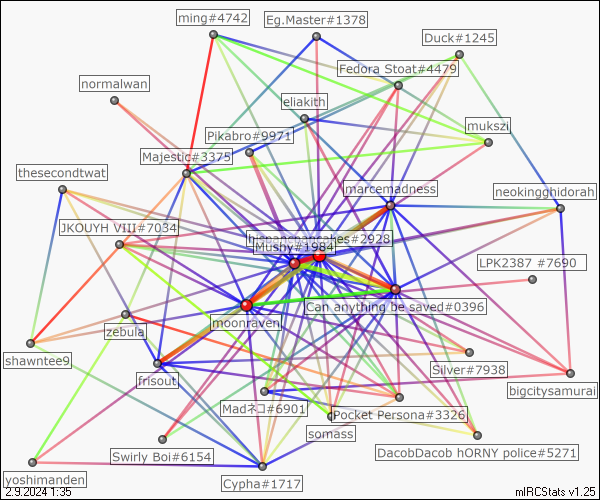 ming#4742
Eg.Master#1378
Duck#1245
Fedora Stoat#4479
normalwan
eliakith
mukszi
Pikabro#9971
Majestic#3375
thesecondtwat
marcemadness
neokingghidorah
JKOUYH VIII#7034
#2928
Mushy#1984
LPK2387 #7690
Can anything be saved#0396
moonraven
zebula
shawntee9
frisout
Silver#7938
bigcitysamurai
Madネコ#6901
Pocket Persona#3326
somass
Swirly Boi#6154
DacobDacob hORNY police#5271
yoshimanden
Cypha#1717
2.9.2024 1:35
mIRCStats v1.25